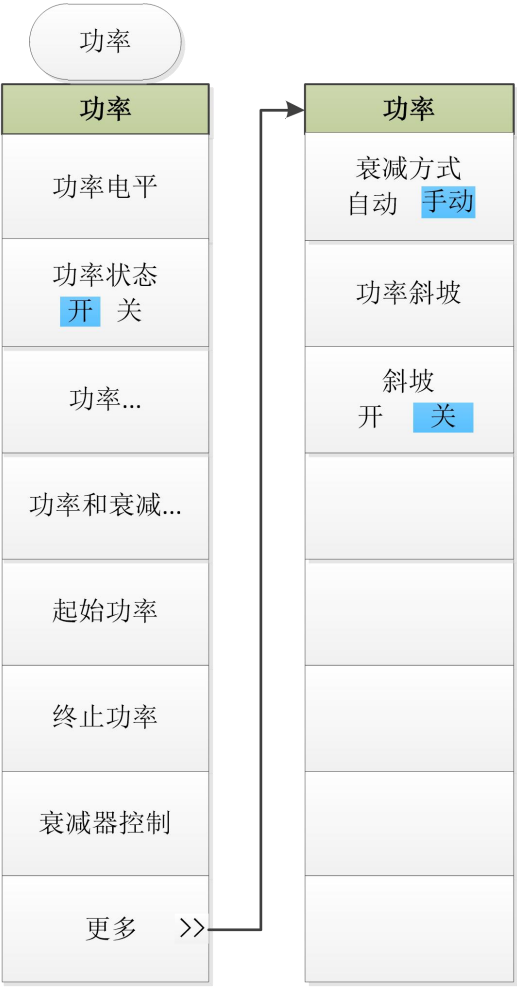 功率
功率
功率电平
功率状态
开 关
功率...
功率和衰减...
起始功率
终止功率
衰减器控制
更多 >>
功率
衰减方式
自动 手动
功率斜坡
斜坡
开 关